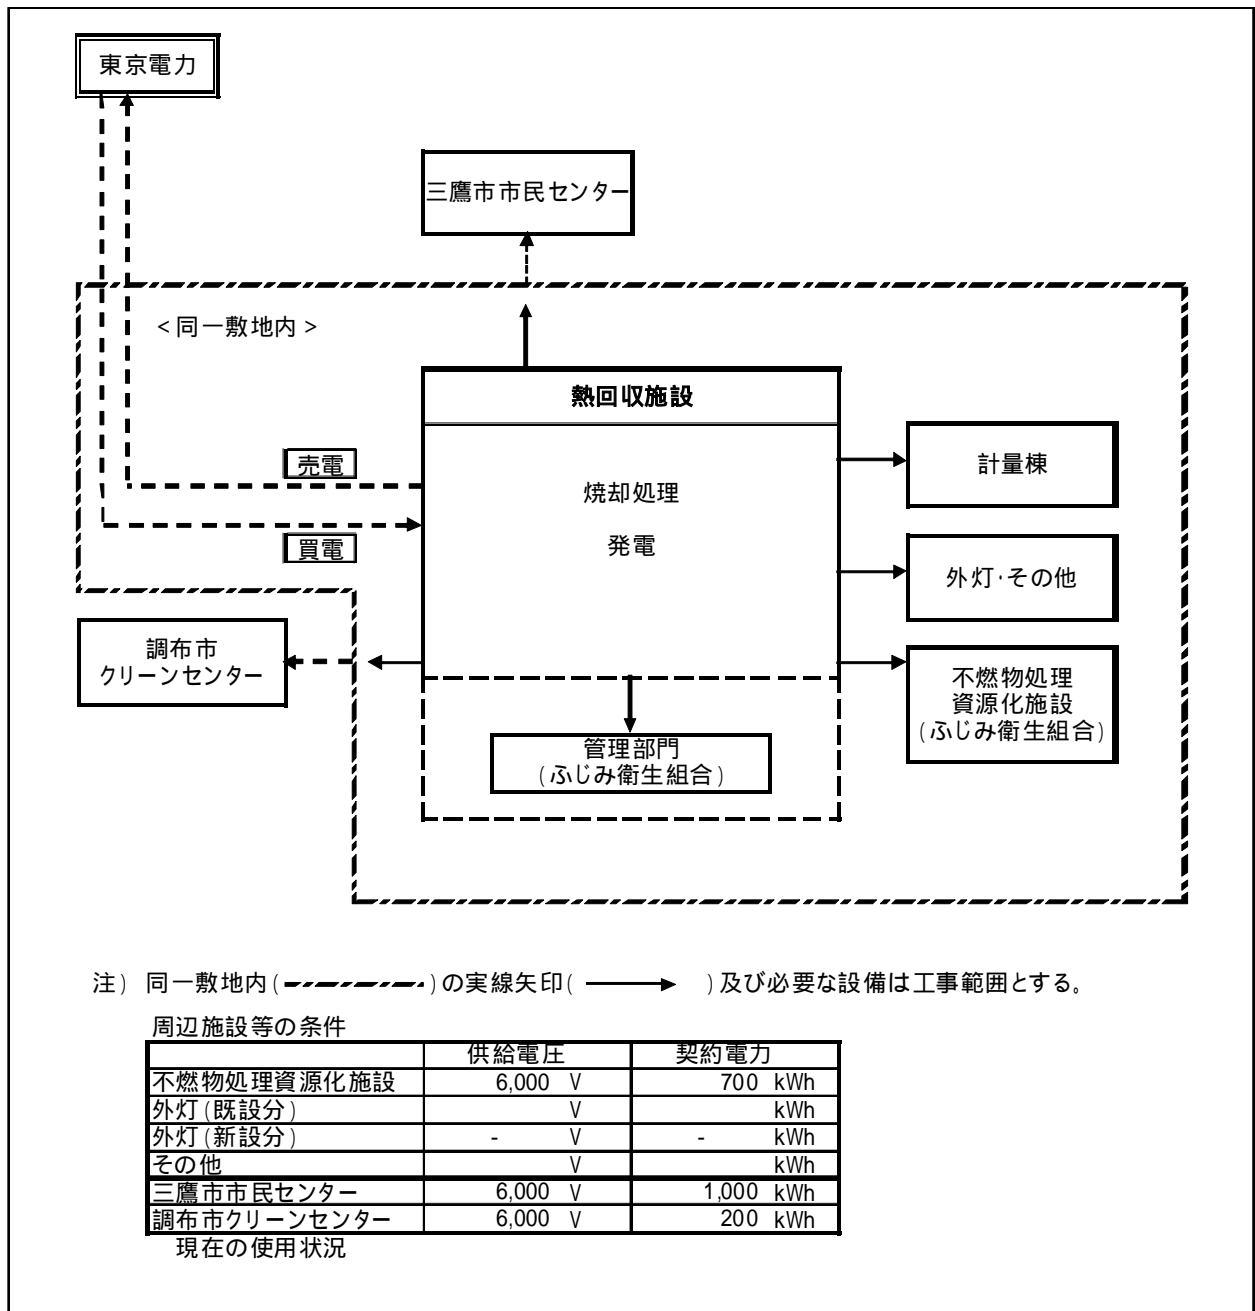 東京電力
三鷹市市民センター
<同一敷地内>
熱回収施設
売電
焼却処理
計量棟
買電
発電
外灯・その他
調布市
クリーンセンター
不燃物処理
資源化施設
(ふじみ衛生組合)
管理部門
(ふじみ衛生組合)
注) 同一敷地内( )の実線矢印( )及び必要な設備は工事範囲とする。
周辺施設等の条件
供給電圧 契約電力
不燃物処理資源化施設 6,000 V 700 kWh
外灯(既設分) V kWh
外灯(新設分) - V - kWh
その他 V kWh
三鷹市市民センター 6,000 V 1,000 kWh
調布市クリーンセンター 6,000 V 200 kWh
現在の使用状況